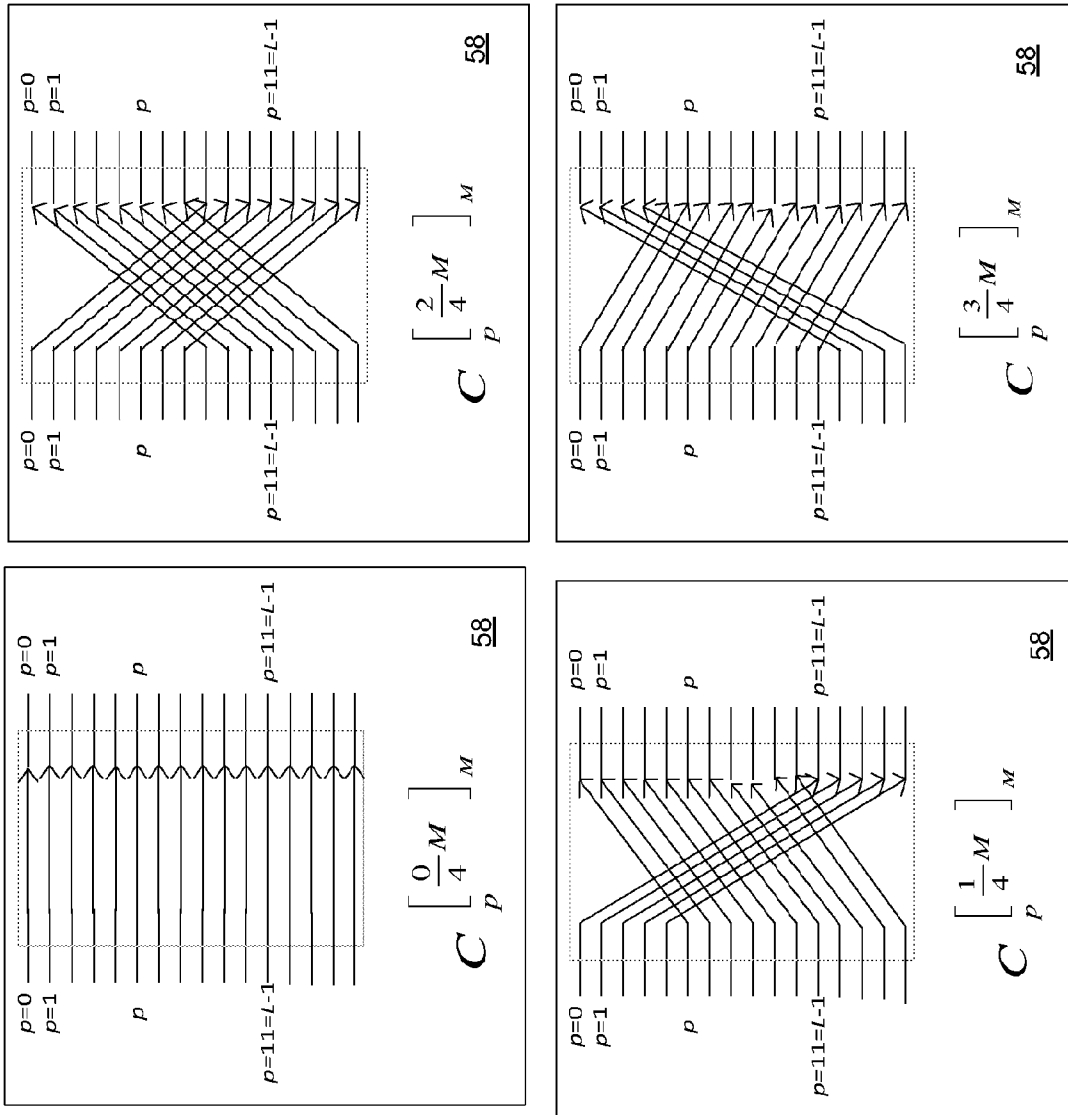 p=0 p=0
p=1 p=1
p p
p=11=L-1 p=11=L-1
C p [ 2/4 M ] M
58
p=0 p=0
p=1 p=1
p p
p=11=L-1 p=11=L-1
C p [ 3/4 M ] M
58
p=0 p=0
p=1 p=1
p p
p=11=L-1 p=11=L-1
C p [ 0/4 M ] M
58
p=0 p=0
p=1 p=1
p p
p=11=L-1 p=11=L-1
C p [ 1/4 M ] M
58